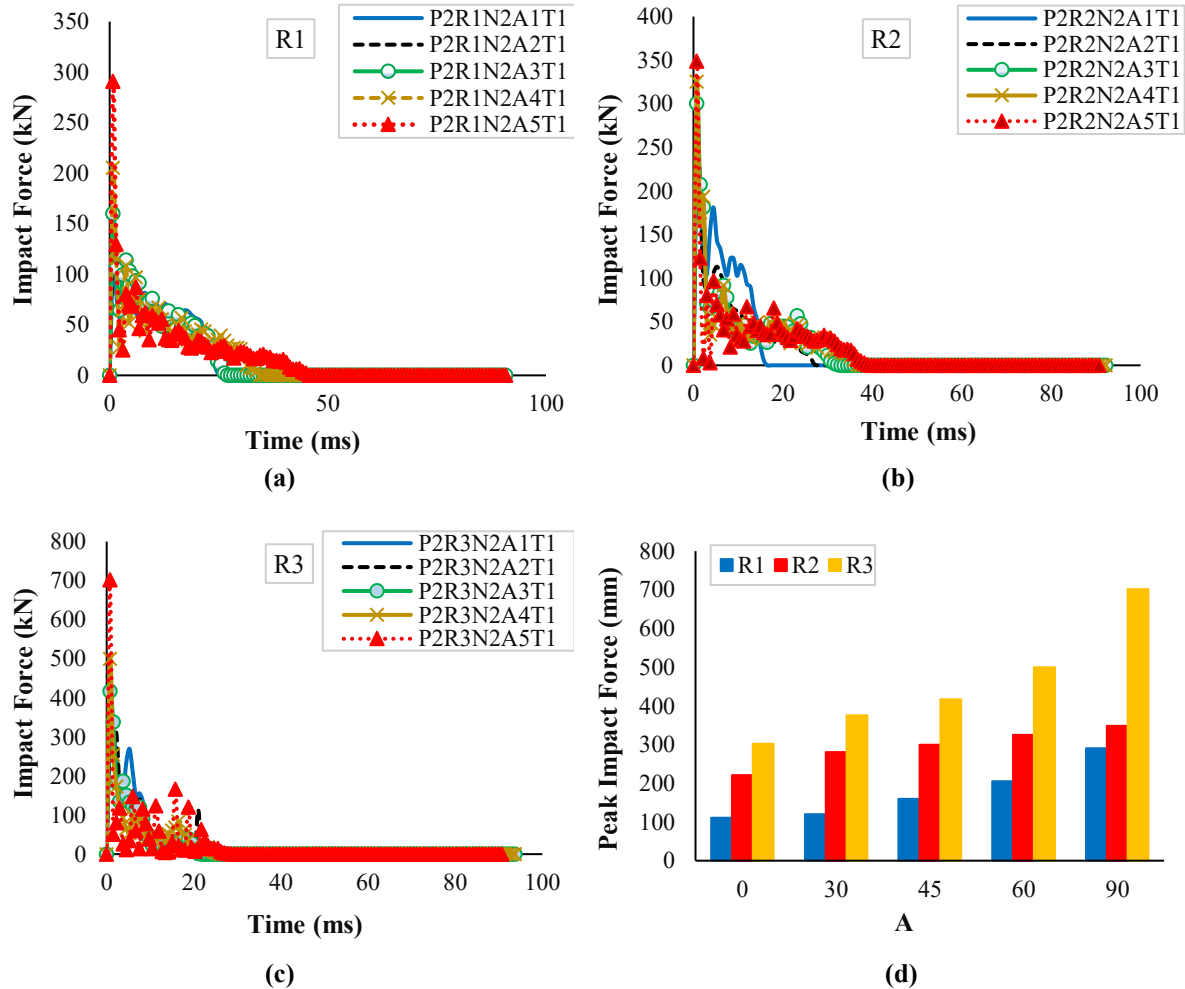 R1
P2R1N2A1T1
P2R1N2A2T1
P2R1N2A3T1
P2R1N2A4T1
P2R1N2A5T1
Impact Force (kN)
350
300
250
200
150
100
50
0
0 50 100
Time (ms)
(a)
R2
P2R2N2A1T1
P2R2N2A2T1
P2R2N2A3T1
P2R2N2A4T1
P2R2N2A5T1
Impact Force (kN)
400
350
300
250
200
150
100
50
0
0 20 40 60 80 100
Time (ms)
(b)
R3
P2R3N2A1T1
P2R3N2A2T1
P2R3N2A3T1
P2R3N2A4T1
P2R3N2A5T1
Impact Force (kN)
800
700
600
500
400
300
200
100
0
0 20 40 60 80 100
Time (ms)
(c)
R1 R2 R3
Peak Impact Force (mm)
800
700
600
500
400
300
200
100
0
0 30 45 60 90
A
(d)